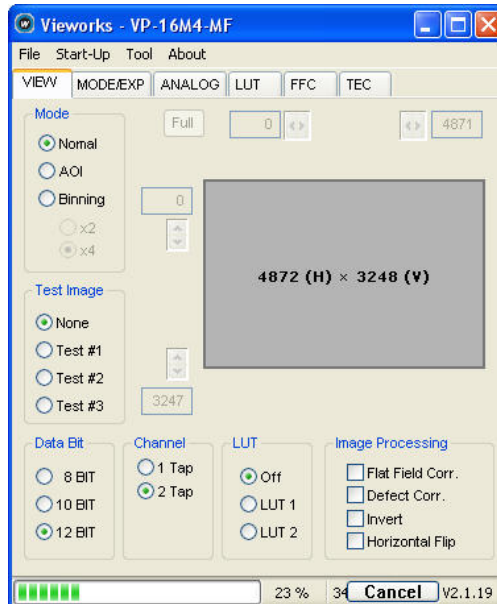 Vieworks - VP-16M4-MF
File Start-Up Tool About
VIEW MODE/EXP ANALOG LUT FFC TEC
Mode
Nomal
AOI
Binning
x2
x4
Full
0
4871
0
3247
4872 (H) × 3248 (V)
Test Image
None
Test #1
Test #2
Test #3
Data Bit
8 BIT
10 BIT
12 BIT
Channel
1 Tap
2 Tap
LUT
Off
LUT 1
LUT 2
Image Processing
Flat Field Corr.
Defect Corr.
Invert
Horizontal Flip
23 % 34 Cancel V2.1.19